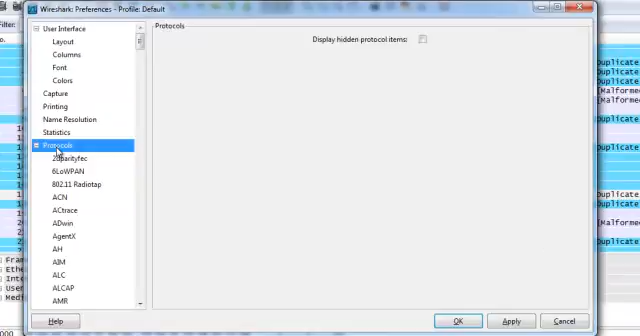 Wireshark: Preferences - Profile: Default
Filter:
User Interface
Layout
Columns
Font
Colors
Capture
Printing
Name Resolution
Statistics
Protocols
2dparityfec
6LoWPAN
802.11 Radiotap
ACN
ACtrace
ADwin
AgentX
AH
AIM
ALC
ALCAP
AMR
Protocols
Display hidden protocol items:
Help
OK
Apply
Cancel
Duplicate
Duplicate
Duplicate
[Malformed
[Malformed
Duplicate
Duplicate
Duplicate
[Malformed
Duplicate